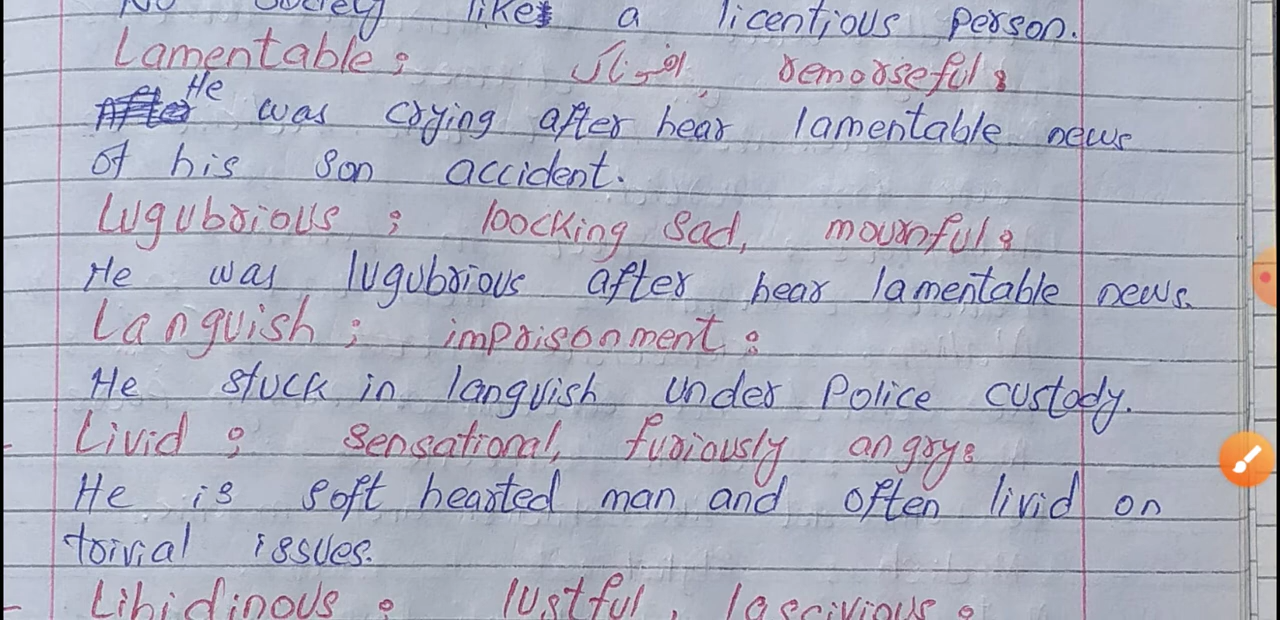 No society likes a licentious person.
Lamentable : افسوسناک, remorseful :
He was crying after hear lamentable news
of his son accident.
Lugubrious : loocking sad, mournful :
He was lugubrious after hear lamentable news.
Languish : imprisonment :
He stuck in languish under Police custody.
Livid : sensational, furiously angry :
He is soft hearted man and often livid on
trivial issues.
Libidinous : lustful, lascivious :